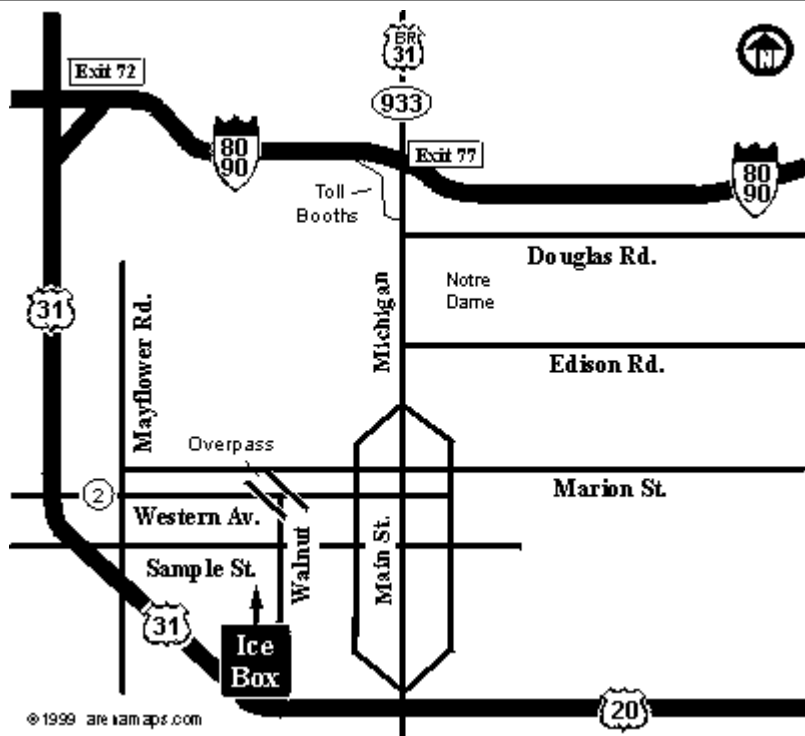 BR
31
N
Exit 72
933
80
90
Exit 77
80
90
Toll
Booths
Douglas Rd.
Notre
Dame
31
Mayflower Rd.
Michigan
Edison Rd.
Overpass
2
Marion St.
Western Av.
Walnut
Main St.
Sample St.
31
Ice
Box
20
©1999 arenamaps.com